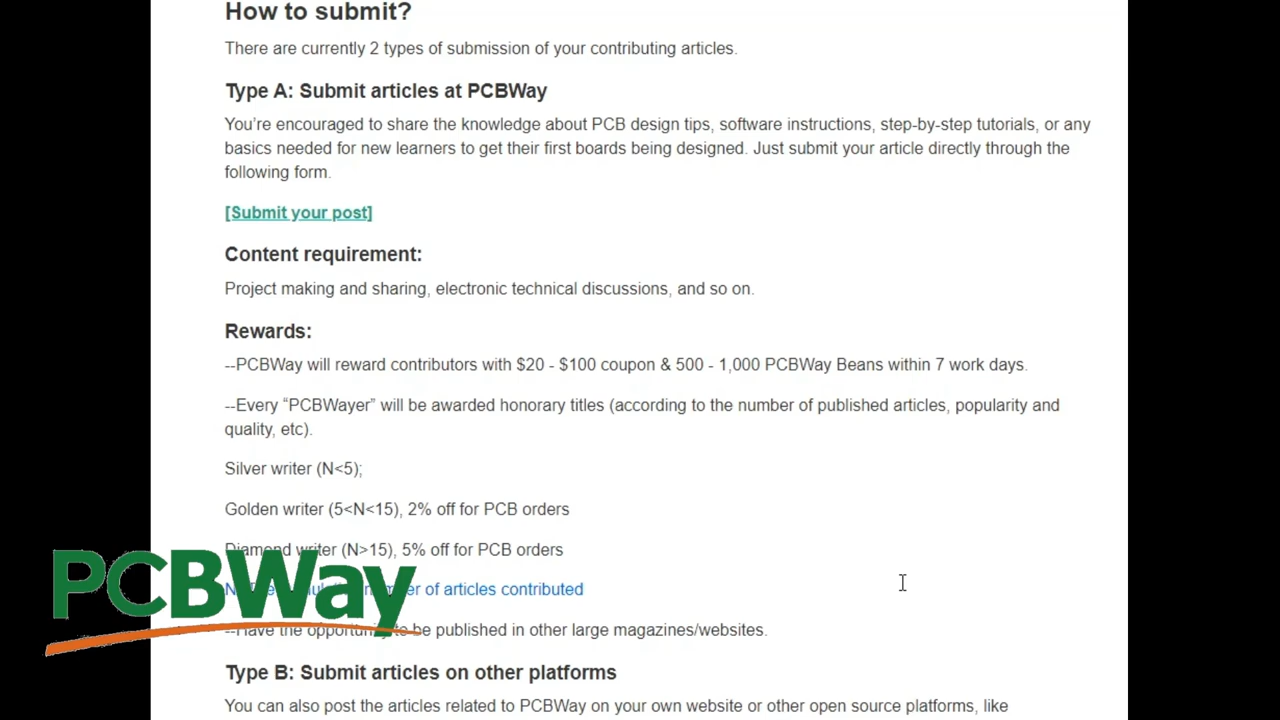 How to submit?
There are currently 2 types of submission of your contributing articles.
Type A: Submit articles at PCBWay
You’re encouraged to share the knowledge about PCB design tips, software instructions, step-by-step tutorials, or any
basics needed for new learners to get their first boards being designed. Just submit your article directly through the
following form.
[Submit your post]
Content requirement:
Project making and sharing, electronic technical discussions, and so on.
Rewards:
--PCBWay will reward contributors with $20 - $100 coupon & 500 - 1,000 PCBWay Beans within 7 work days.
--Every “PCBWayer” will be awarded honorary titles (according to the number of published articles, popularity and
quality, etc).
Silver writer (N<5);
Golden writer (5<N<15), 2% off for PCB orders
Diamond writer (N>15), 5% off for PCB orders
of articles contributed
PCBWay
--Have the opportunity to be published in other large magazines/websites.
Type B: Submit articles on other platforms
You can also post the articles related to PCBWay on your own website or other open source platforms, like